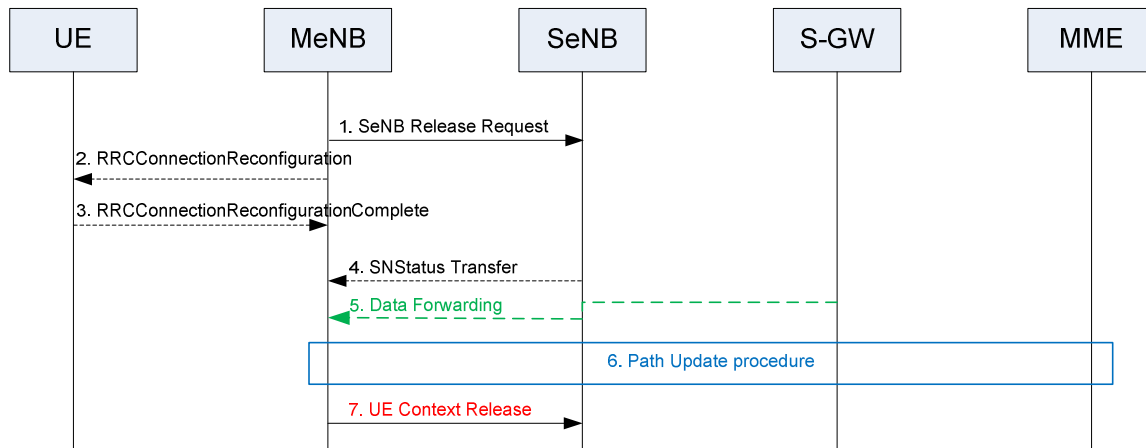 UE
MeNB
SeNB
S-GW
MME
1. SeNB Release Request
2. RRCConnectionReconfiguration
3. RRCConnectionReconfigurationComplete
4. SNStatus Transfer
5. Data Forwarding
6. Path Update procedure
7. UE Context Release